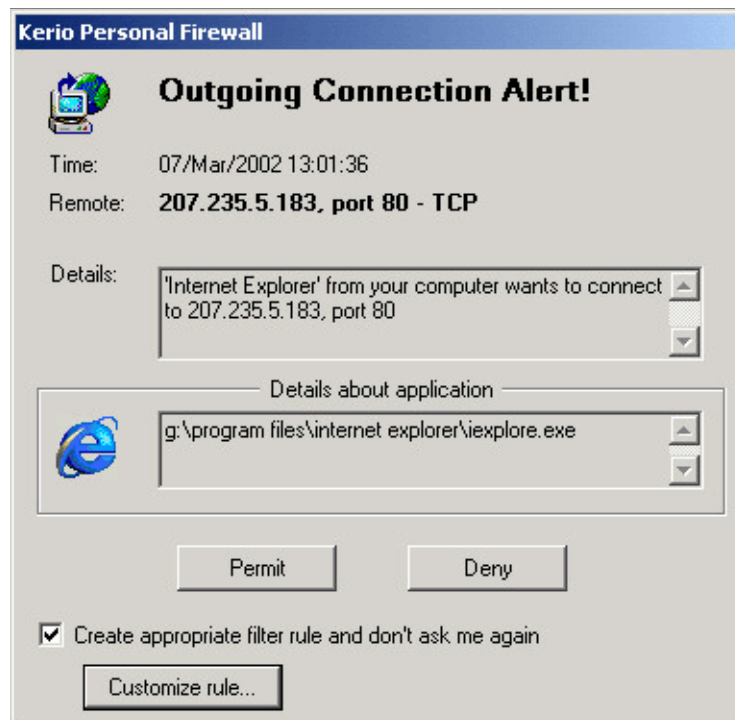 Kerio Personal Firewall
Outgoing Connection Alert!
Time: 07/Mar/2002 13:01:36
Remote: 207.235.5.183, port 80 - TCP
Details: 'Internet Explorer' from your computer wants to connect
to 207.235.5.183, port 80
Details about application
g:\program files\internet explorer\iexplore.exe
Permit Deny
Create appropriate filter rule and don't ask me again
Customize rule...